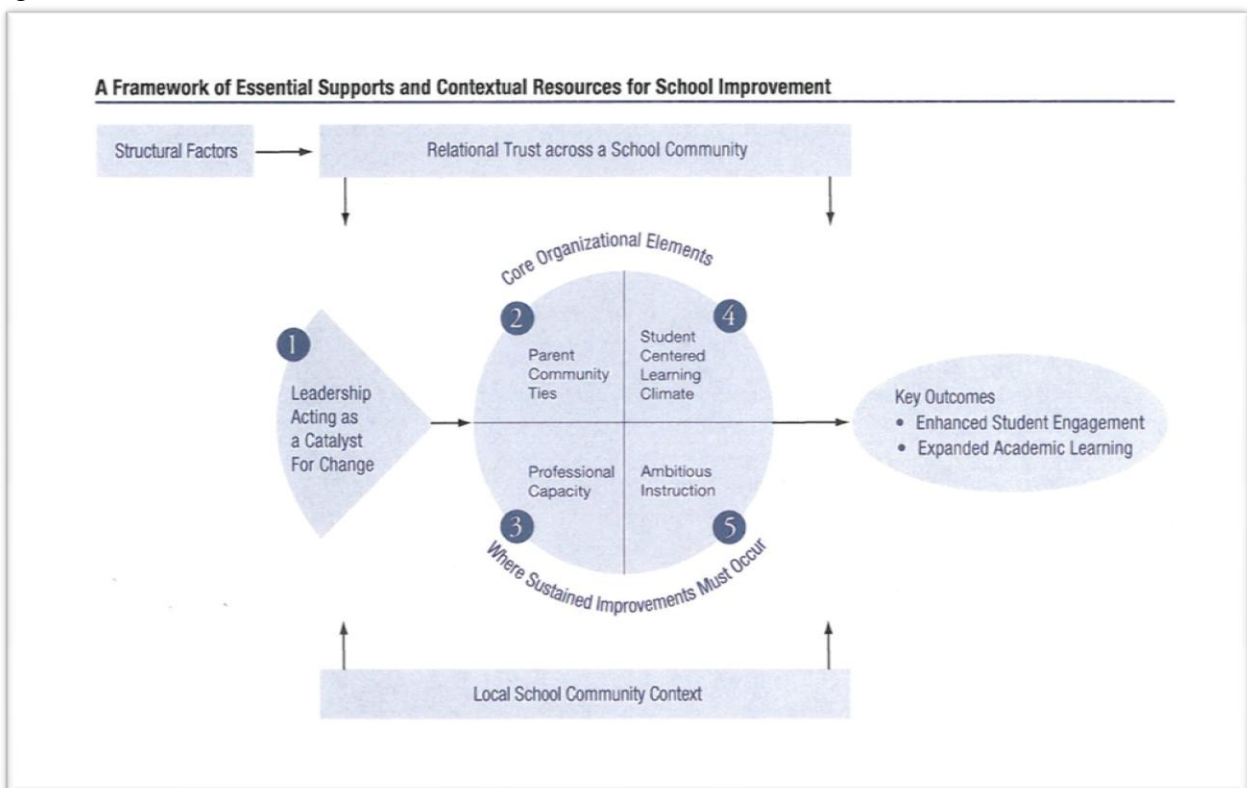 A Framework of Essential Supports and Contextual Resources for School Improvement
Structural Factors
Relational Trust across a School Community
Core Organizational Elements
1
Leadership
Acting as
a Catalyst
For Change
2
Parent
Community
Ties
4
Student
Centered
Learning
Climate
3
Professional
Capacity
5
Ambitious
Instruction
Where Sustained Improvements Must Occur
Key Outcomes
• Enhanced Student Engagement
• Expanded Academic Learning
Local School Community Context